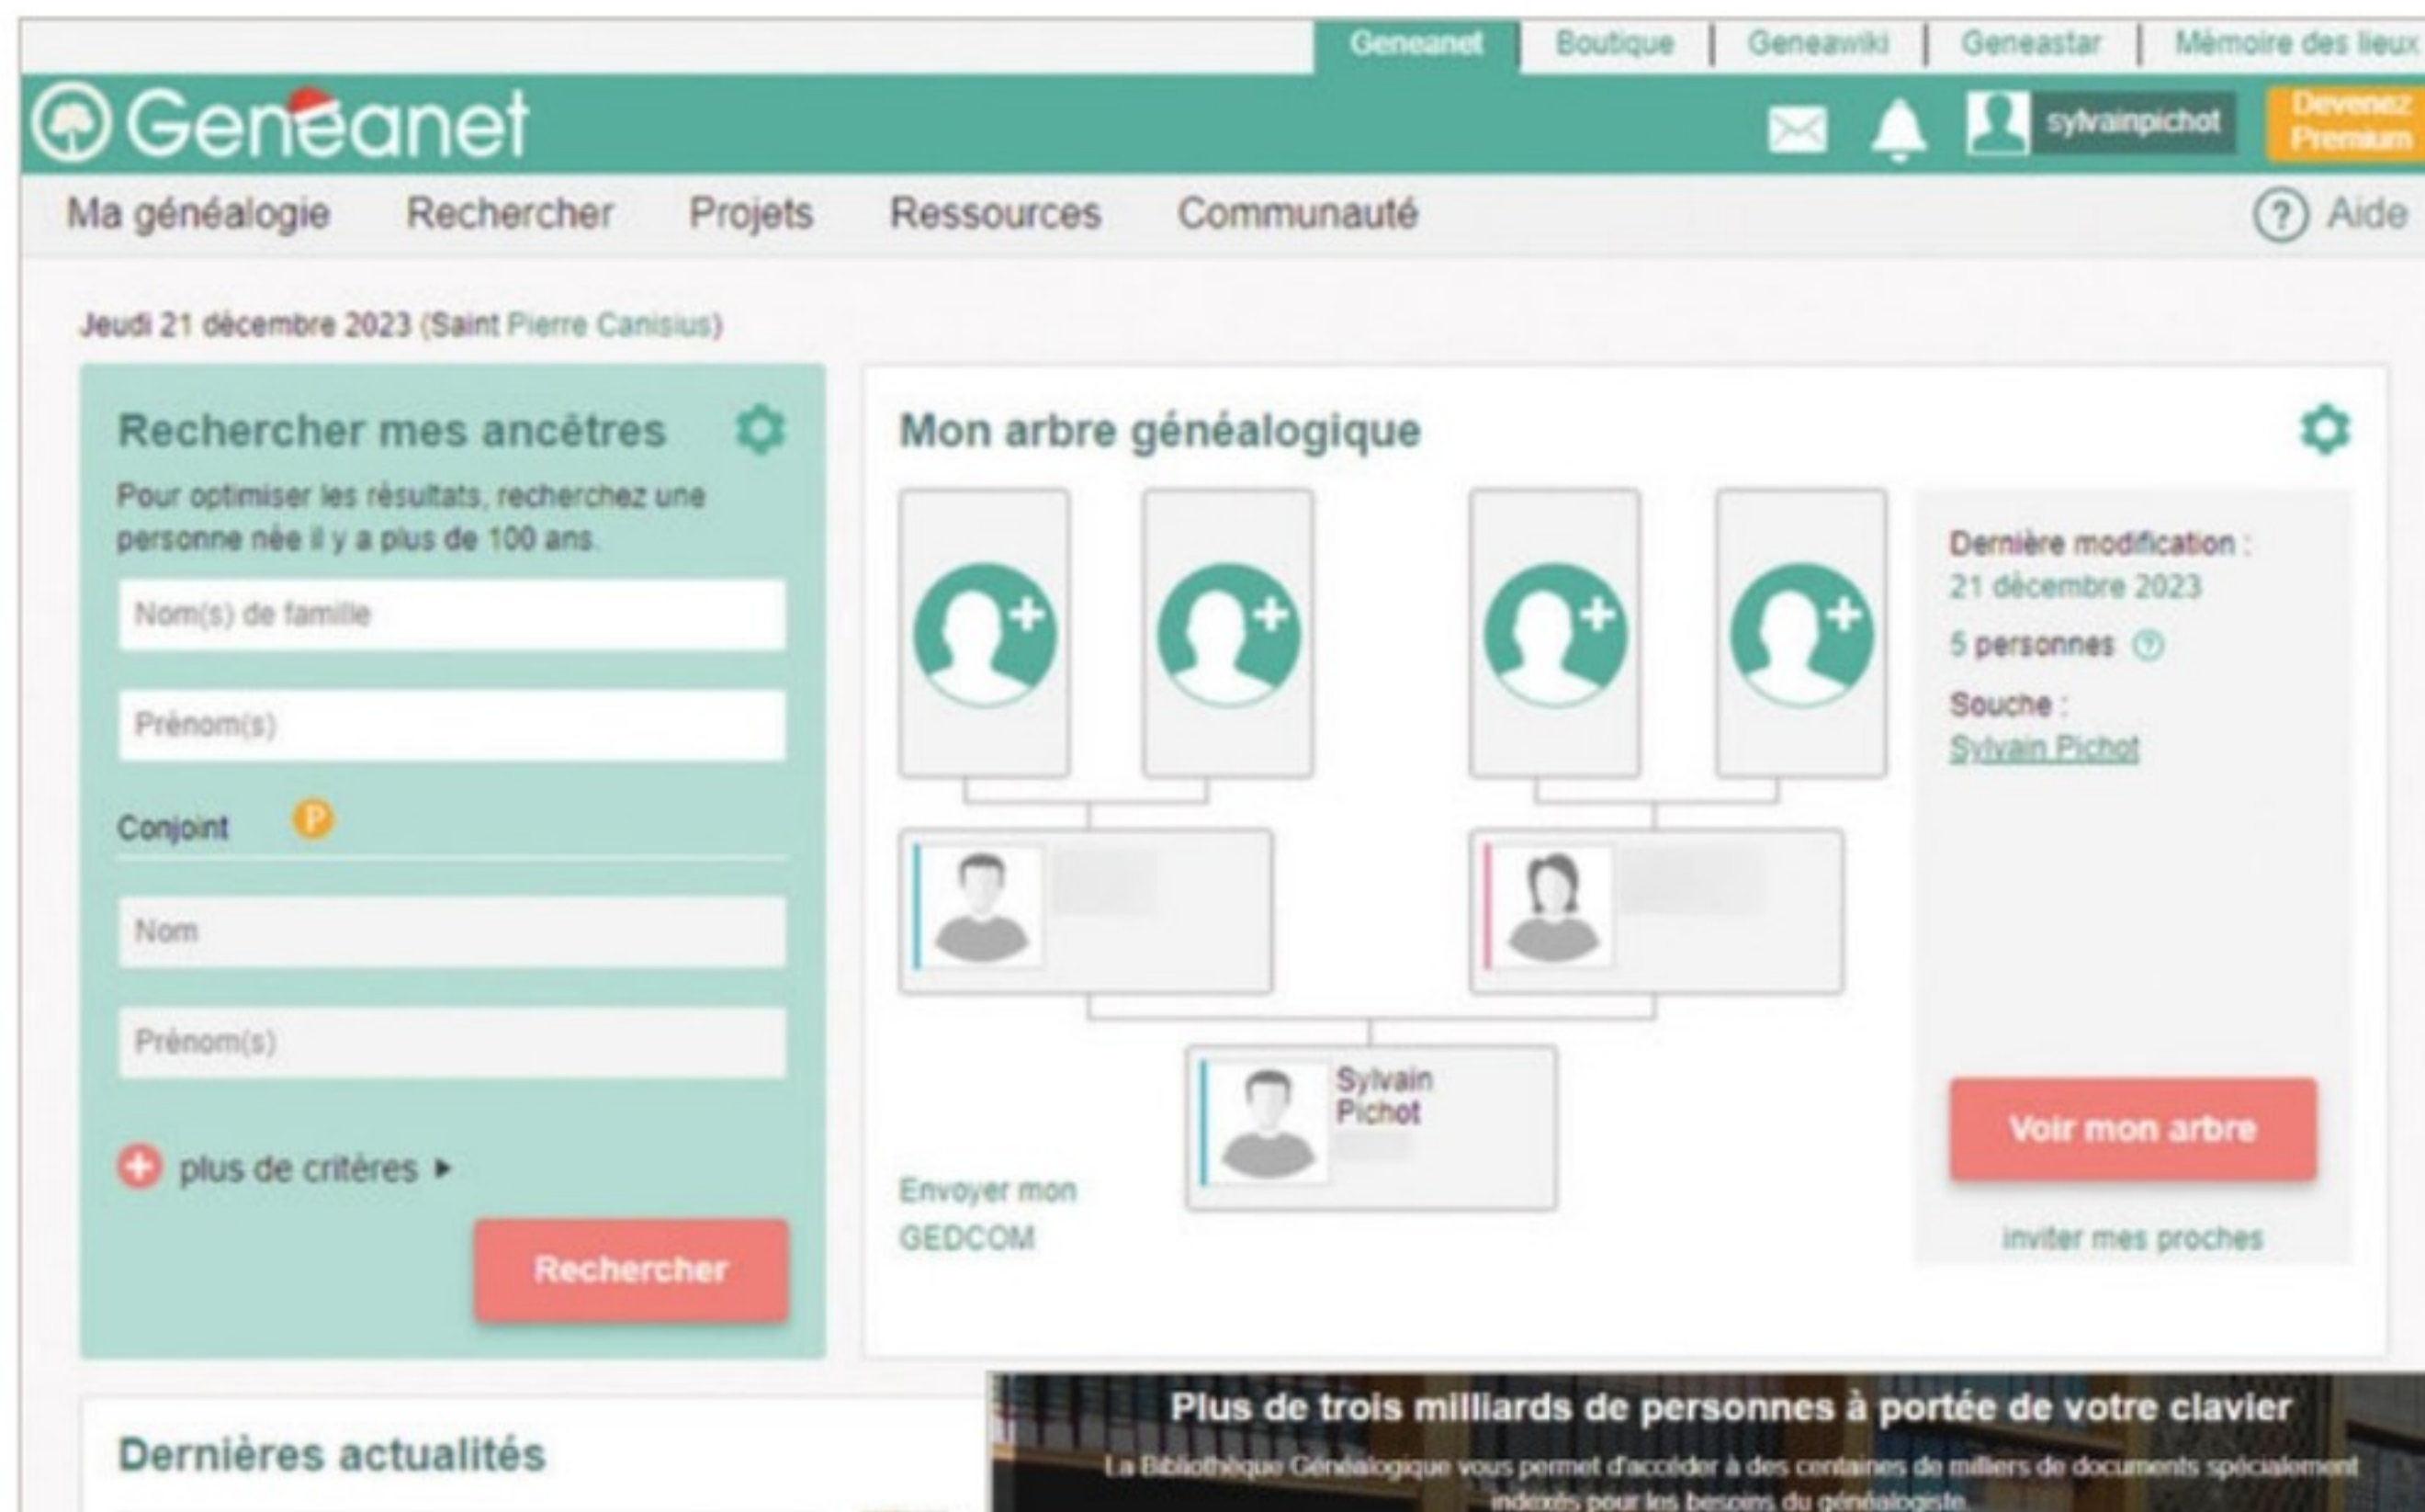 Geneanet | Boutique | Geneawiki | Geneastar | Mémoire des lieux
Geneanet
sylvainpichot
Devenez
Premium
Ma généalogie Rechercher Projets Ressources Communauté
? Aide
Jeudi 21 décembre 2023 (Saint Pierre Canisius)
Rechercher mes ancêtres
Pour optimiser les résultats, recherchez une
personne née il y a plus de 100 ans.
Nom(s) de famille
Prénom(s)
Conjoint P
Nom
Prénom(s)
plus de critères
Rechercher
Mon arbre généalogique
Sylvain
Pichot
Envoyer mon
GEDCOM
Dernière modification :
21 décembre 2023
5 personnes ?
Souche :
Sylvain Pichot
Voir mon arbre
inviter mes proches
Dernières actualités
Plus de trois milliards de personnes à portée de votre clavier
La Bibliothèque Généalogique vous permet d'accéder à des centaines de milliers de documents spécialement
indexés pour les besoins du généalogiste.